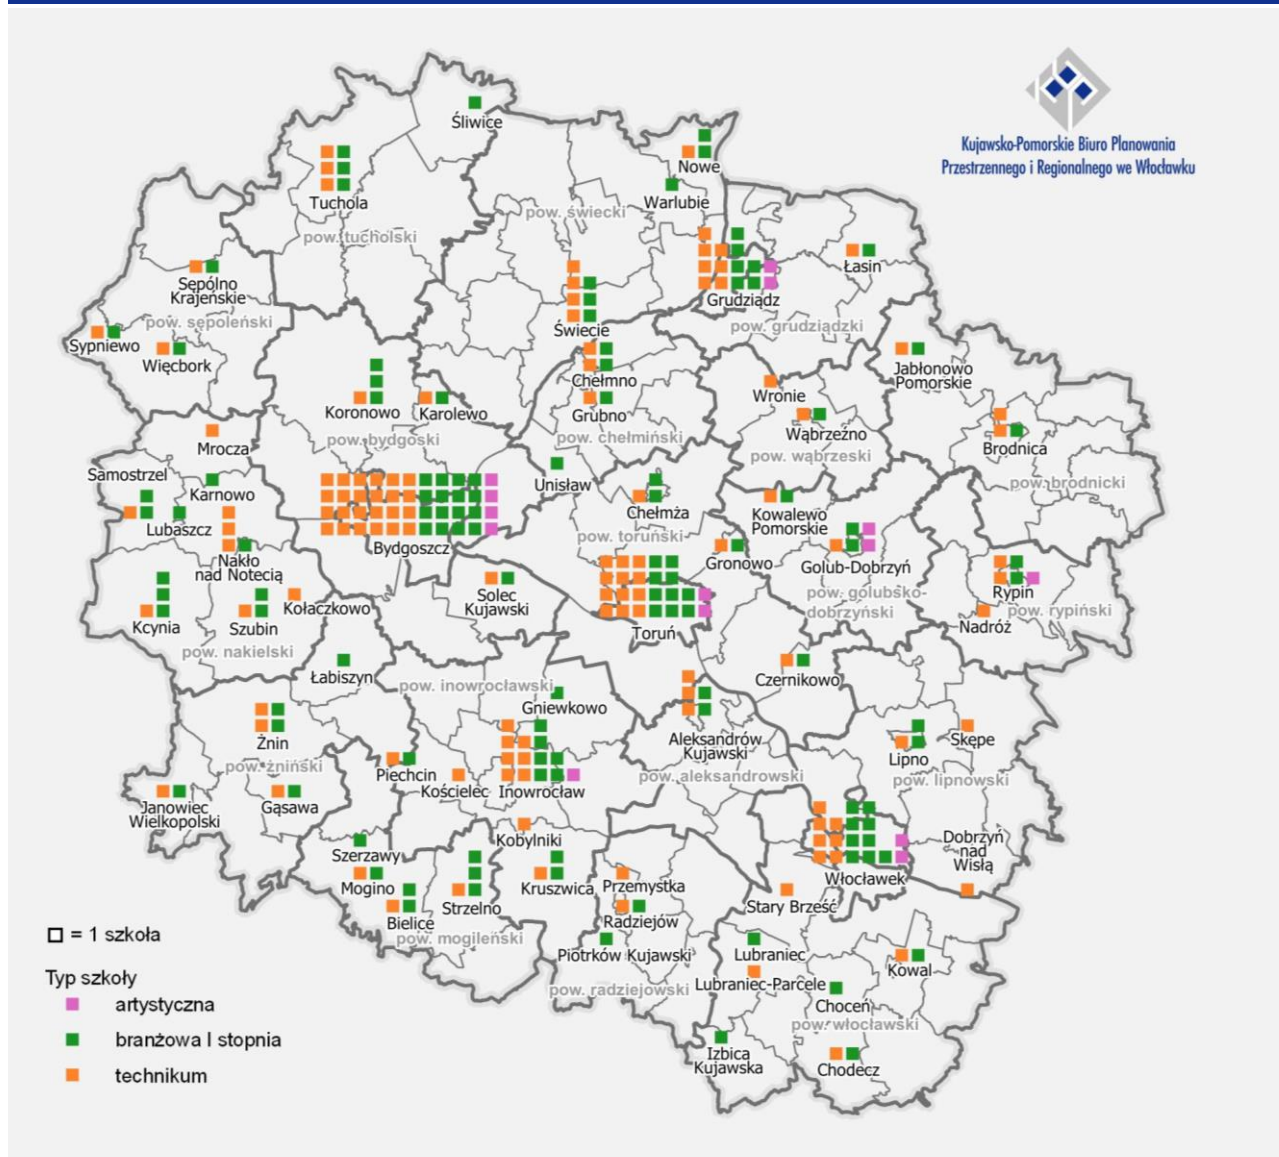 Kujawsko-Pomorskie Biuro Planowania
Przestrzennego i Regionalnego we Włocławku
Śliwice
Nowe
Tuchola
Warlubie
pow. świecki
pow. tucholski
Łasin
Sępólno
Krajeńskie
Grudziądz
pow. sępoleński
Świecie
pow. grudziądzki
Sypniewo
Więcbork
Jabłonowo
Pomorskie
Chełmno
Wronie
Koronowo
Karolewo
Grubno
Wąbrzeźno
pow. bydgoski
pow. chełmiński
Mrocza
Brodnica
pow. wąbrzeski
Samostrzel
Karnowo
Unisław
pow. brodnicki
Lubaszcz
Chełmża
Kowalewo
Pomorskie
Bydgoszcz
pow. toruński
Nakło
nad Notecią
Gronowo
Golub-Dobrzyń
Solec
Kujawski
Rypin
pow. golubsko-
dobrzyński
Kołaczkowo
Kcynia
Szubin
Toruń
Nadróż
pow. rypiński
pow. nakielski
Łabiszyn
Czernikowo
pow. inowrocławski
Gniewkowo
Żnin
Aleksandrów
Kujawski
Skępe
Lipno
pow. żniński
Piechcin
Kościelec
Inowrocław
pow. aleksandrowski
pow. lipnowski
Janowiec
Wielkopolski
Gąsawa
Kobylniki
Dobrzyń
nad
Wisłą
Szerzawy
Mogino
Kruszwica
Przemystka
Włocławek
Strzelno
Stary Brześć
Bielice
Radziejów
= 1 szkoła
pow. mogileński
Piotrków Kujawski
Lubraniec
Kowal
Typ szkoły
Lubraniec-Parcele
pow. radziejowski
artystyczna
Choceń
pow. włocławski
branżowa I stopnia
Izbica
Kujawska
Chodecz
technikum